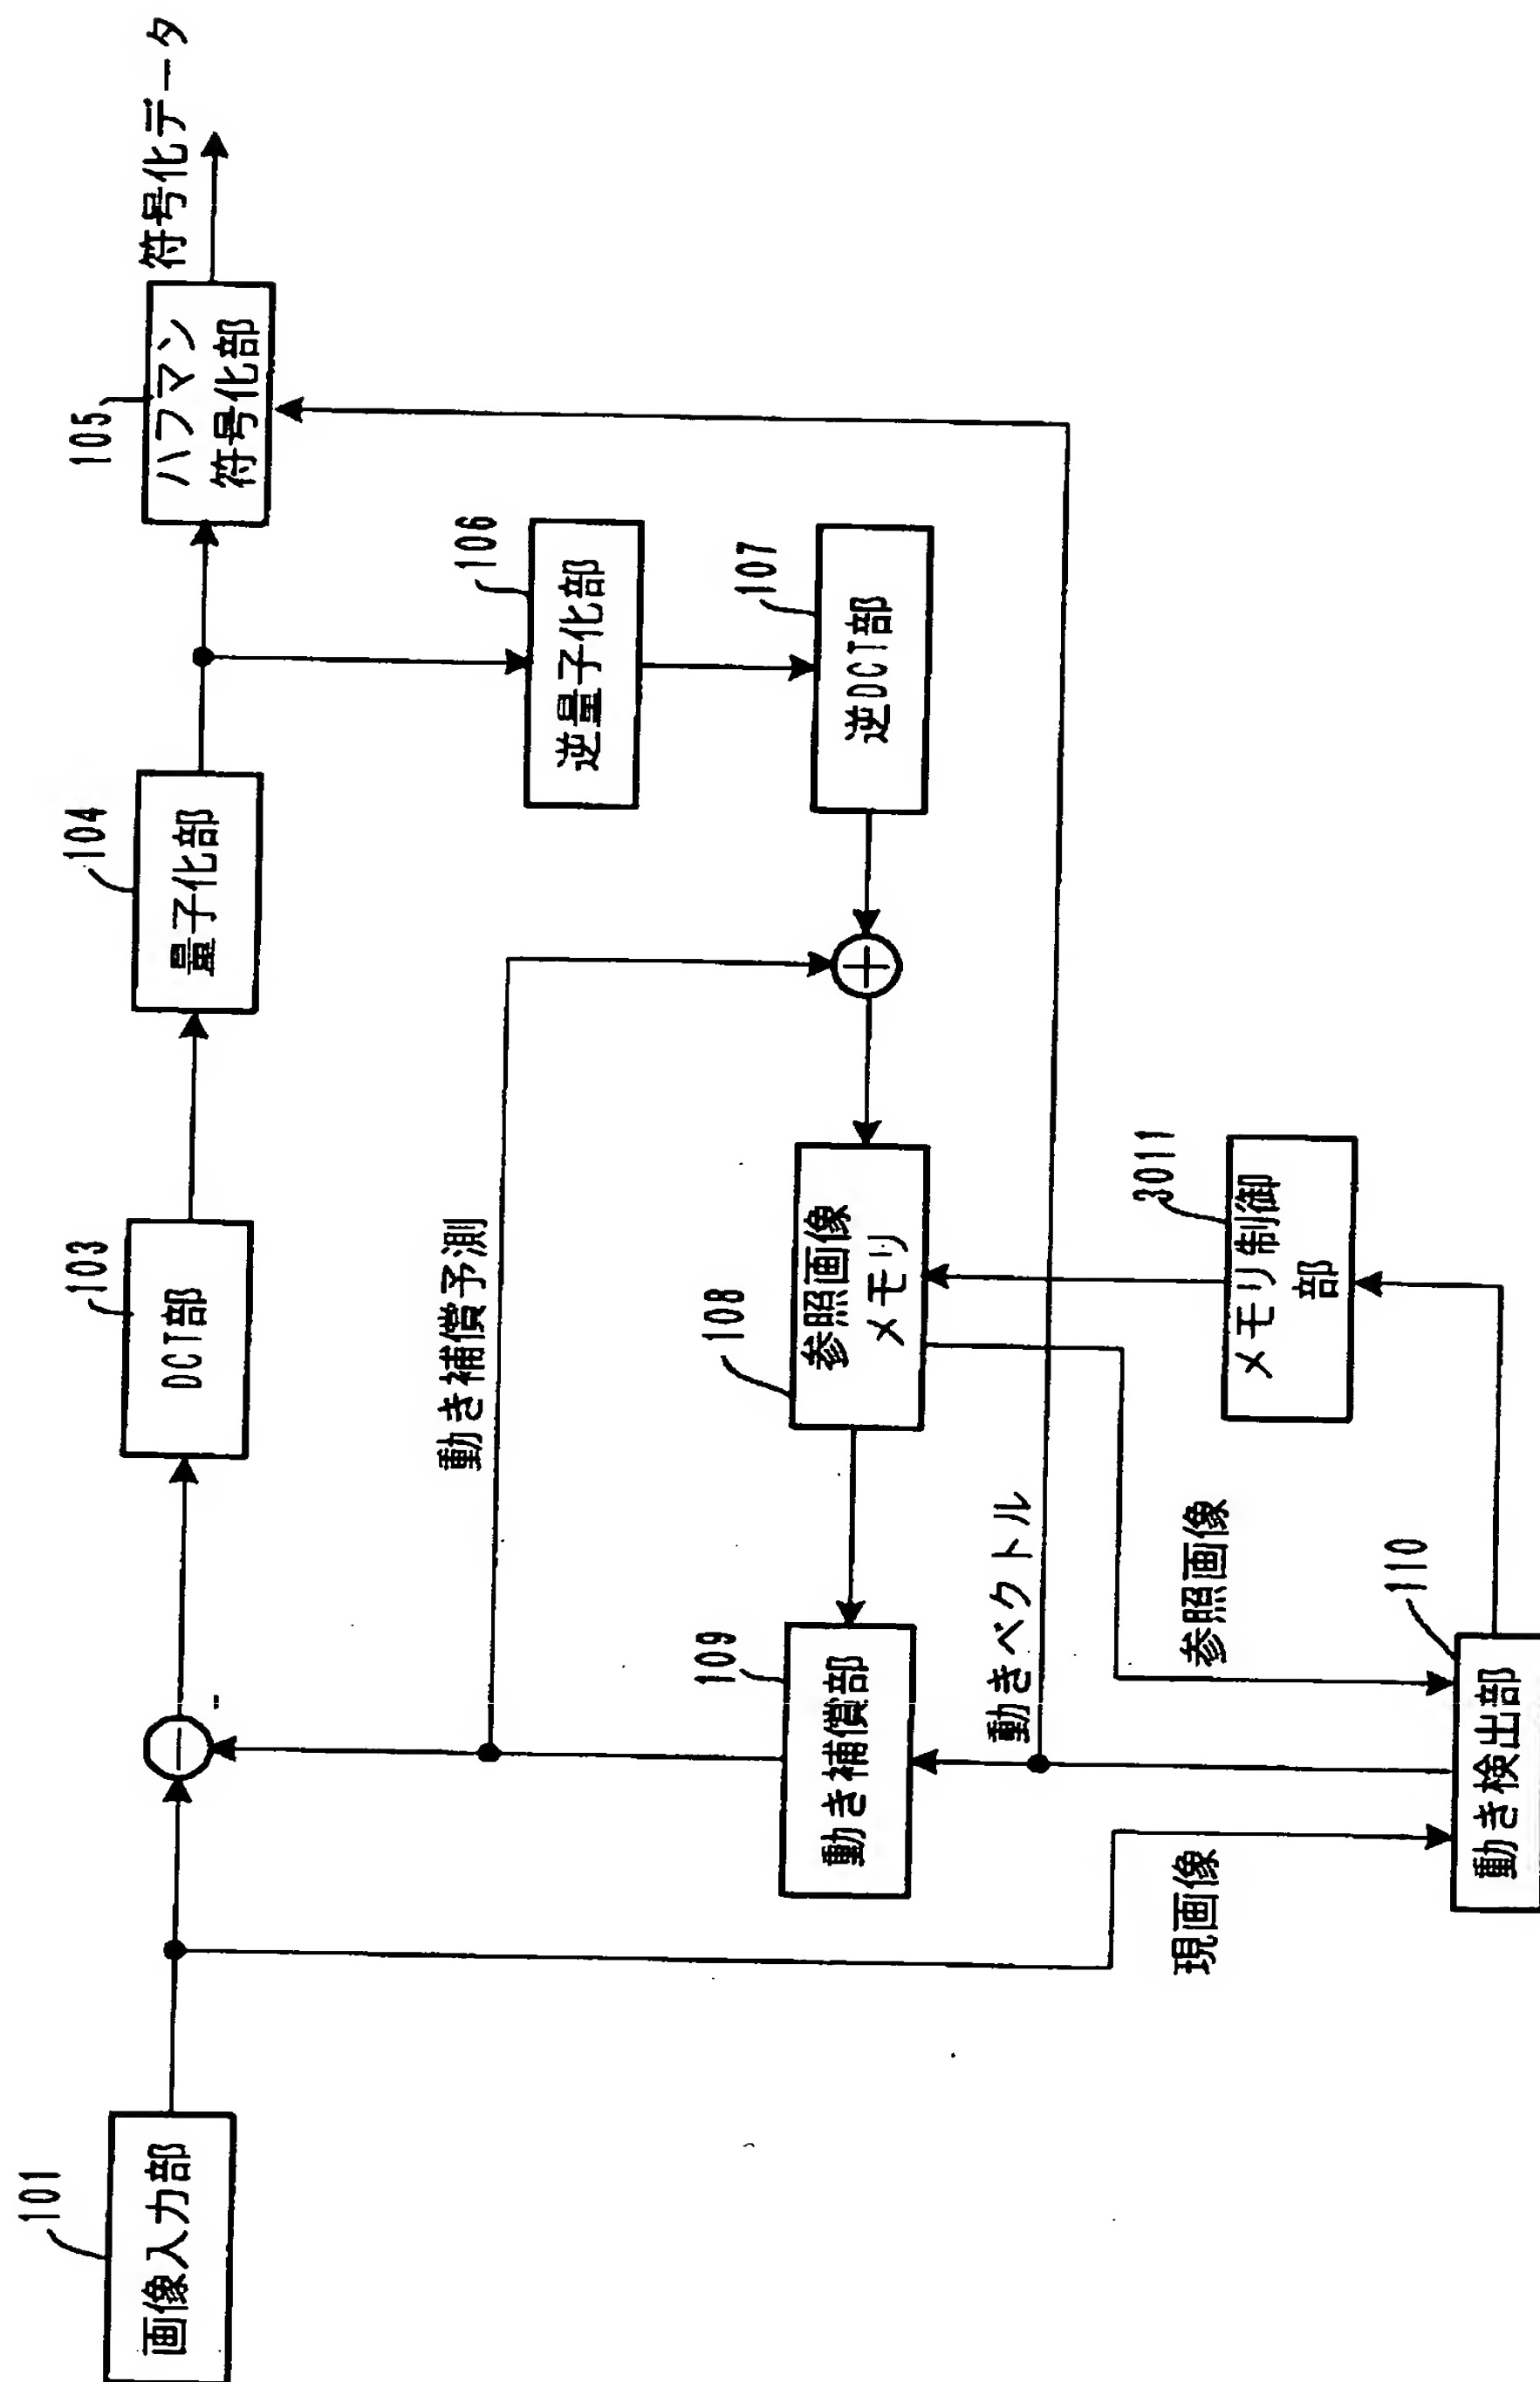 101
画像入力部
103
DCT部
104
量子化部
105
ハフマン
符号化部
符号化データ
-
動き補償予測
106
逆量子化部
107
逆DCT部
109
動き補償部
108
参照画像
メモリ
動きベクトル
3011
メモリ制御
部
現画像
参照画像
110
動き検出部